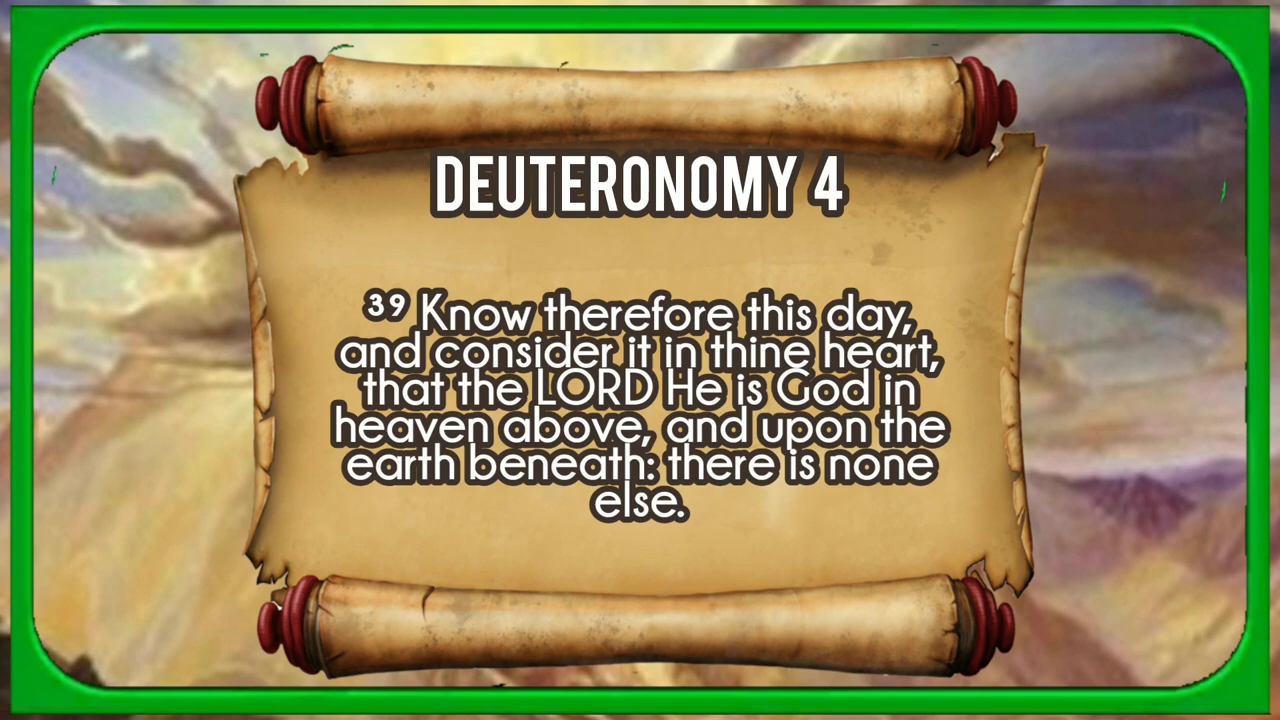 DEUTERONOMY 4
³⁹ Know therefore this day,
and consider it in thine heart,
that the LORD He is God in
heaven above, and upon the
earth beneath: there is none
else.